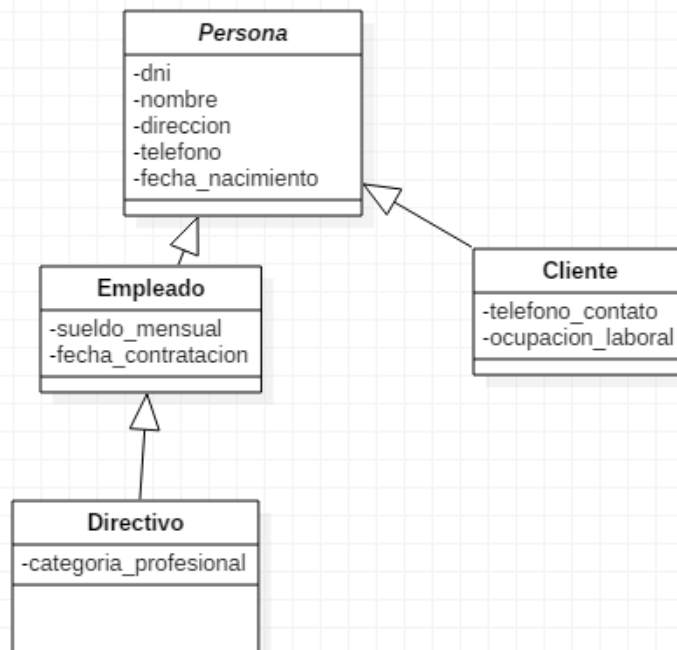 Persona
-dni
-nombre
-direccion
-telefono
-fecha_nacimiento
Empleado
-sueldo_mensual
-fecha_contratacion
Cliente
-telefono_contato
-ocupacion_laboral
Directivo
-categoria_profesional